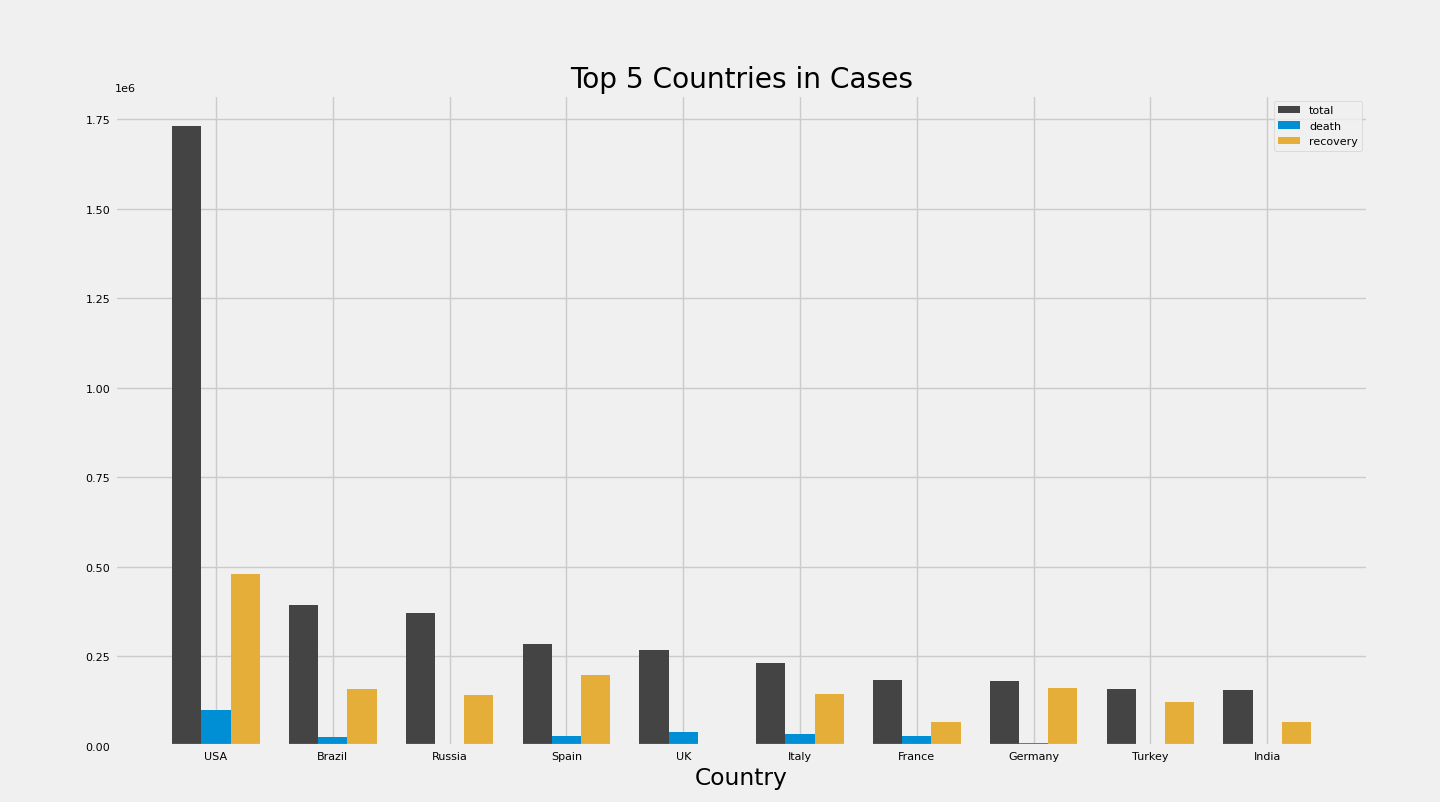 Top 5 Countries in Cases
1e6
total
death
recovery
1.75
1.50
1.25
1.00
0.75
0.50
0.25
0.00
USA Brazil Russia Spain UK Italy France Germany Turkey India
Country